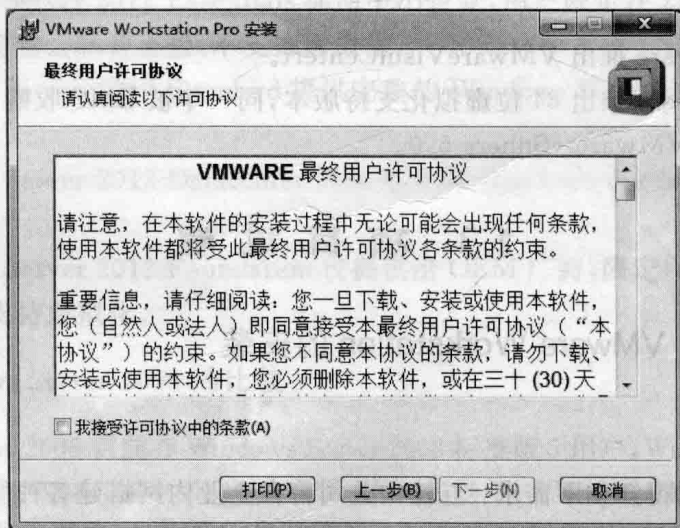 VMware Workstation Pro 安装
最终用户许可协议
请认真阅读以下许可协议
VMWARE 最终用户许可协议
请注意，在本软件的安装过程中无论可能会出现任何条款，
使用本软件都将受此最终用户许可协议各条款的约束。
重要信息，请仔细阅读：您一旦下载、安装或使用本软件，
您（自然人或法人）即同意接受本最终用户许可协议（“本
协议”）的约束。如果您不同意本协议的条款，请勿下载、
安装或使用本软件，您必须删除本软件，或在三十 (30) 天
我接受许可协议中的条款(A)
打印(P)
上一步(B)
下一步(N)
取消